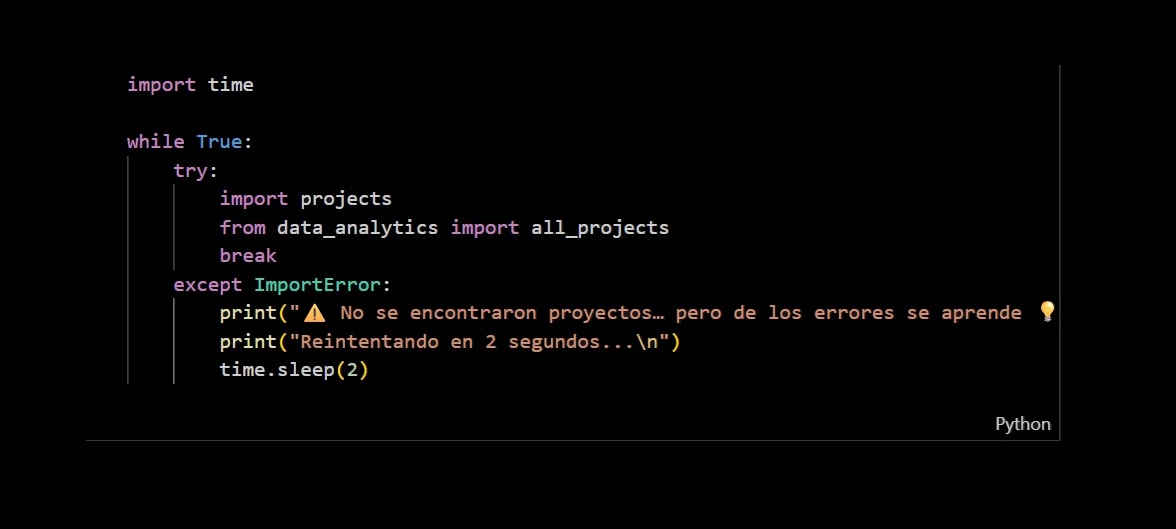 import time
while True:
    try:
        import projects
        from data_analytics import all_projects
        break
    except ImportError:
        print("⚠️ No se encontraron proyectos… pero de los errores se aprende 💡
        print("Reintentando en 2 segundos...\n")
        time.sleep(2)
Python